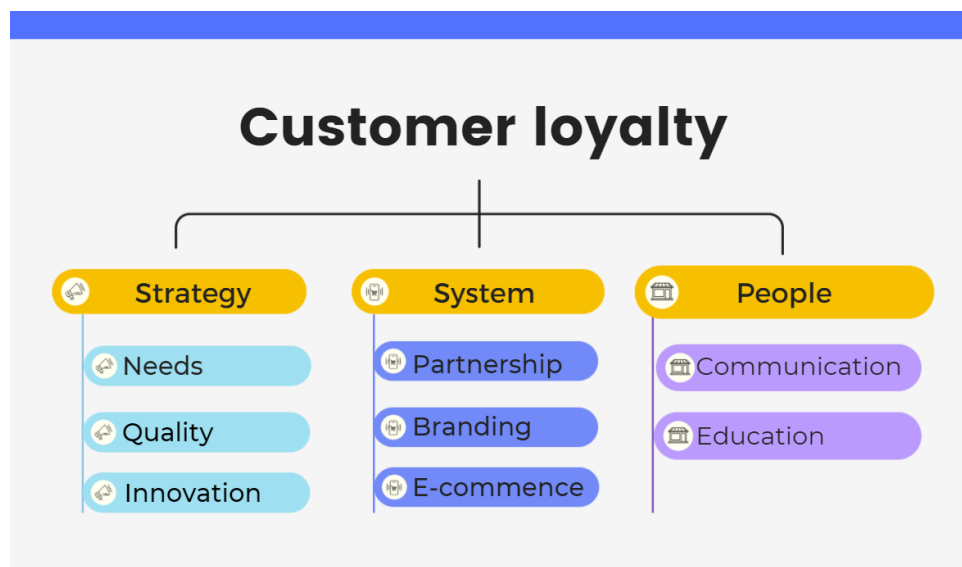 Customer loyalty
Strategy
Needs
Quality
Innovation
System
Partnership
Branding
E-commence
People
Communication
Education